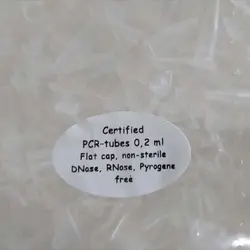 Certified
PCR-tubes 0,2 ml
Flat cap, non-sterile
DNase, RNase, Pyrogene
free